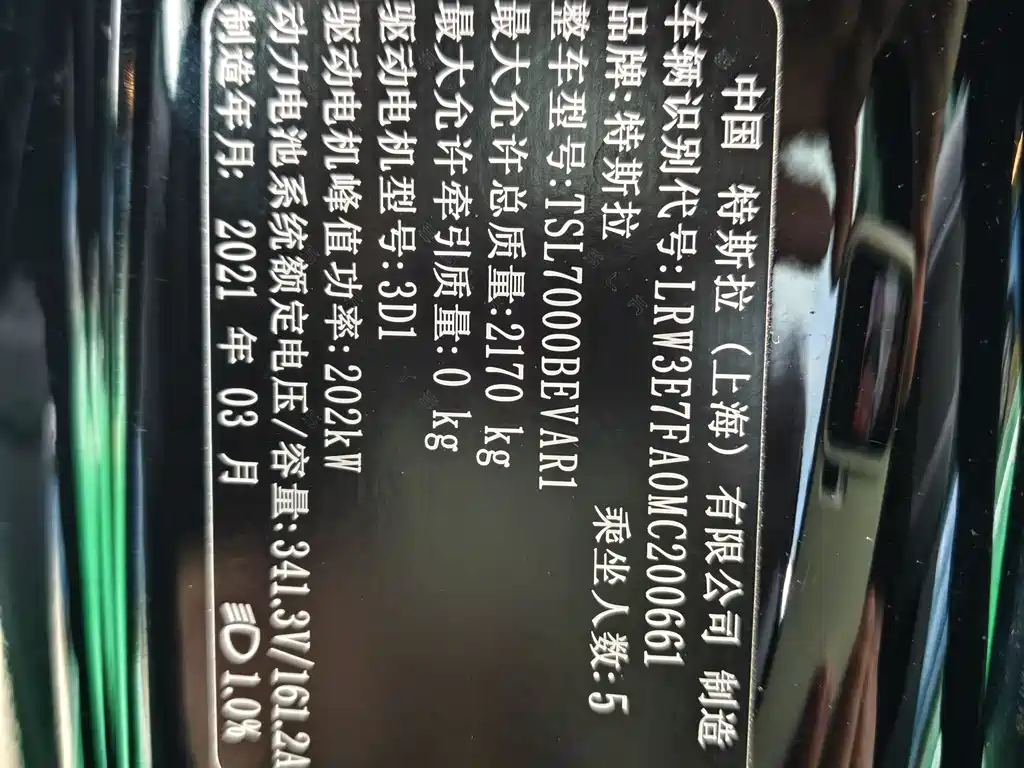 中国 特斯拉 (上海) 有限公司 制造
车辆识别代号:LRW3E7FA0MC200661
品牌:特斯拉 乘坐人数:5
整车型号:TSL7000BEVAR1
最大允许总质量:2170 kg
最大允许牵引质量:0 kg
驱动电机型号:3D1
驱动电机峰值功率:202kW
动力电池系统额定电压/容量:341.3V/161.2A
制造年月: 2021 年 03 月 1.0%